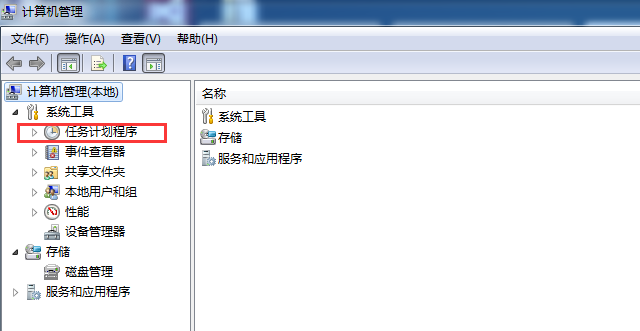 计算机管理
文件(F) 操作(A) 查看(V) 帮助(H)
计算机管理(本地)
系统工具
任务计划程序
事件查看器
共享文件夹
本地用户和组
性能
设备管理器
存储
磁盘管理
服务和应用程序
名称
系统工具
存储
服务和应用程序